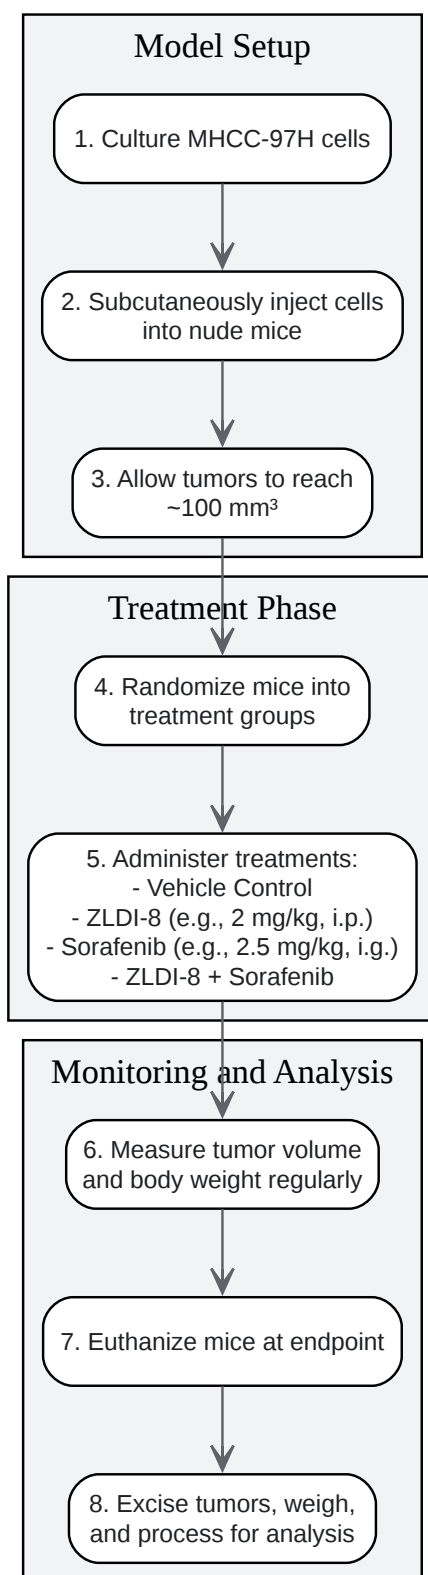 Model Setup
1. Culture MHCC-97H cells
2. Subcutaneously inject cells
into nude mice
3. Allow tumors to reach
~100 mm³
Treatment Phase
4. Randomize mice into
treatment groups
5. Administer treatments:
- Vehicle Control
- ZLDI-8 (e.g., 2 mg/kg, i.p.)
- Sorafenib (e.g., 2.5 mg/kg, i.g.)
- ZLDI-8 + Sorafenib
Monitoring and Analysis
6. Measure tumor volume
and body weight regularly
7. Euthanize mice at endpoint
8. Excise tumors, weigh,
and process for analysis